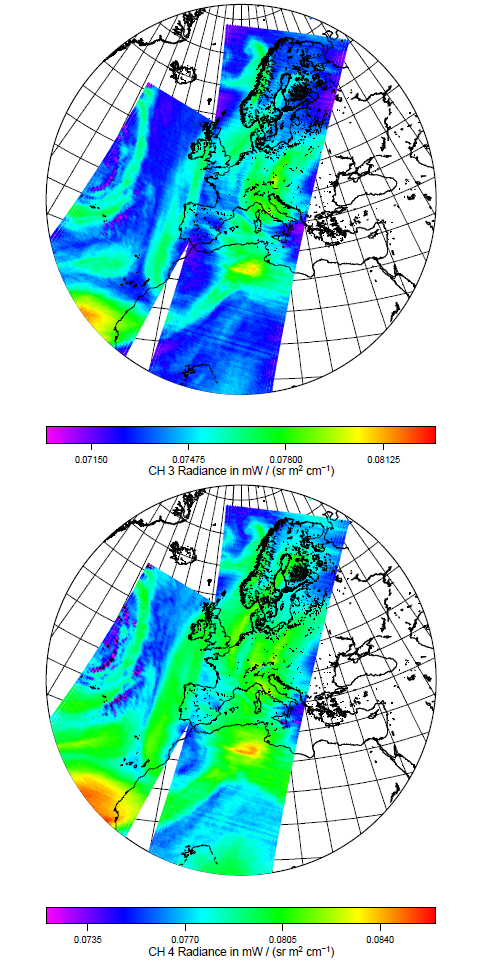 0.07150 0.07475 0.07800 0.08125
CH 3 Radiance in mW / (sr m² cm⁻¹)
0.0735 0.0770 0.0805 0.0840
CH 4 Radiance in mW / (sr m² cm⁻¹)